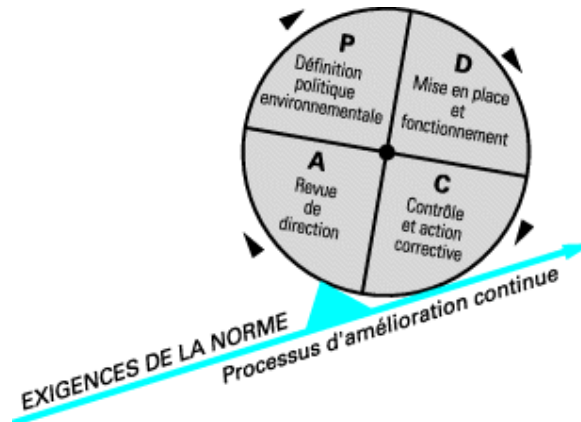 P
Définition
politique
environnementale
D
Mise en place
et
fonctionnement
A
Revue
de
direction
C
Contrôle
et action
corrective
EXIGENCES DE LA NORME
Processus d'amélioration continue